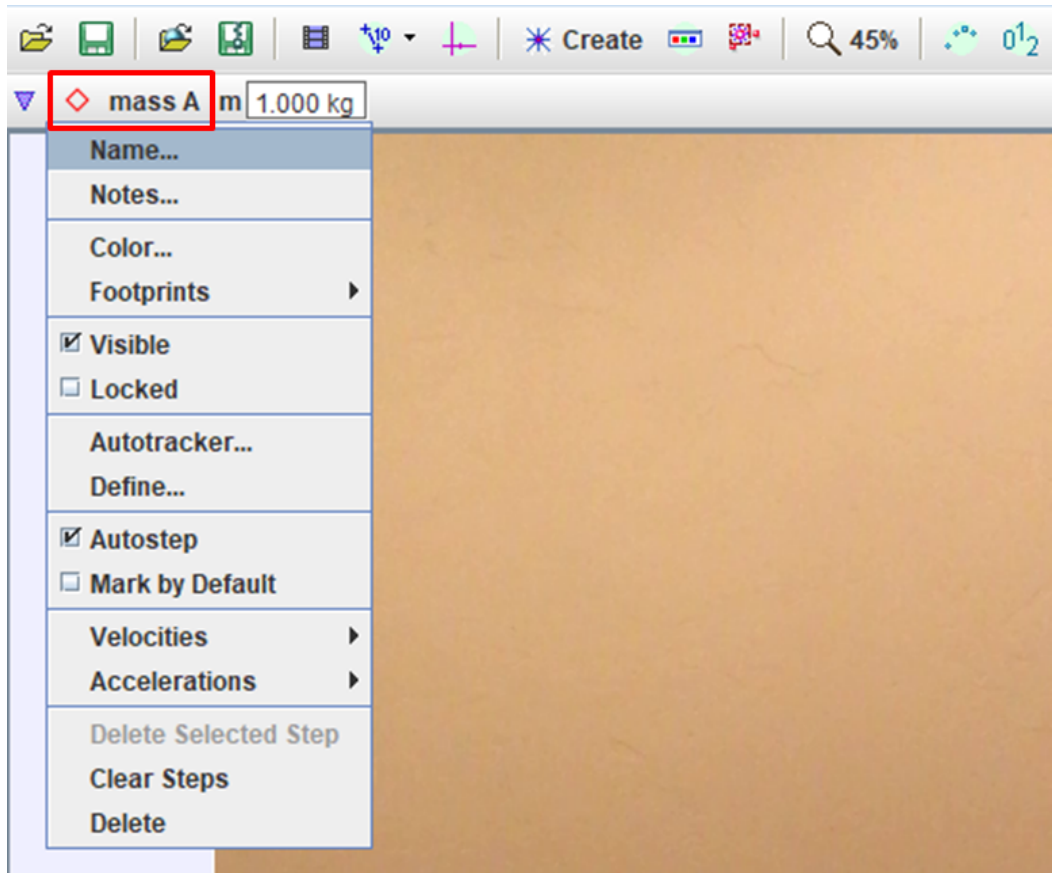 Create 45%
mass A m 1.000 kg
Name...
Notes...
Color...
Footprints
Visible
Locked
Autotracker...
Define...
Autostep
Mark by Default
Velocities
Accelerations
Delete Selected Step
Clear Steps
Delete